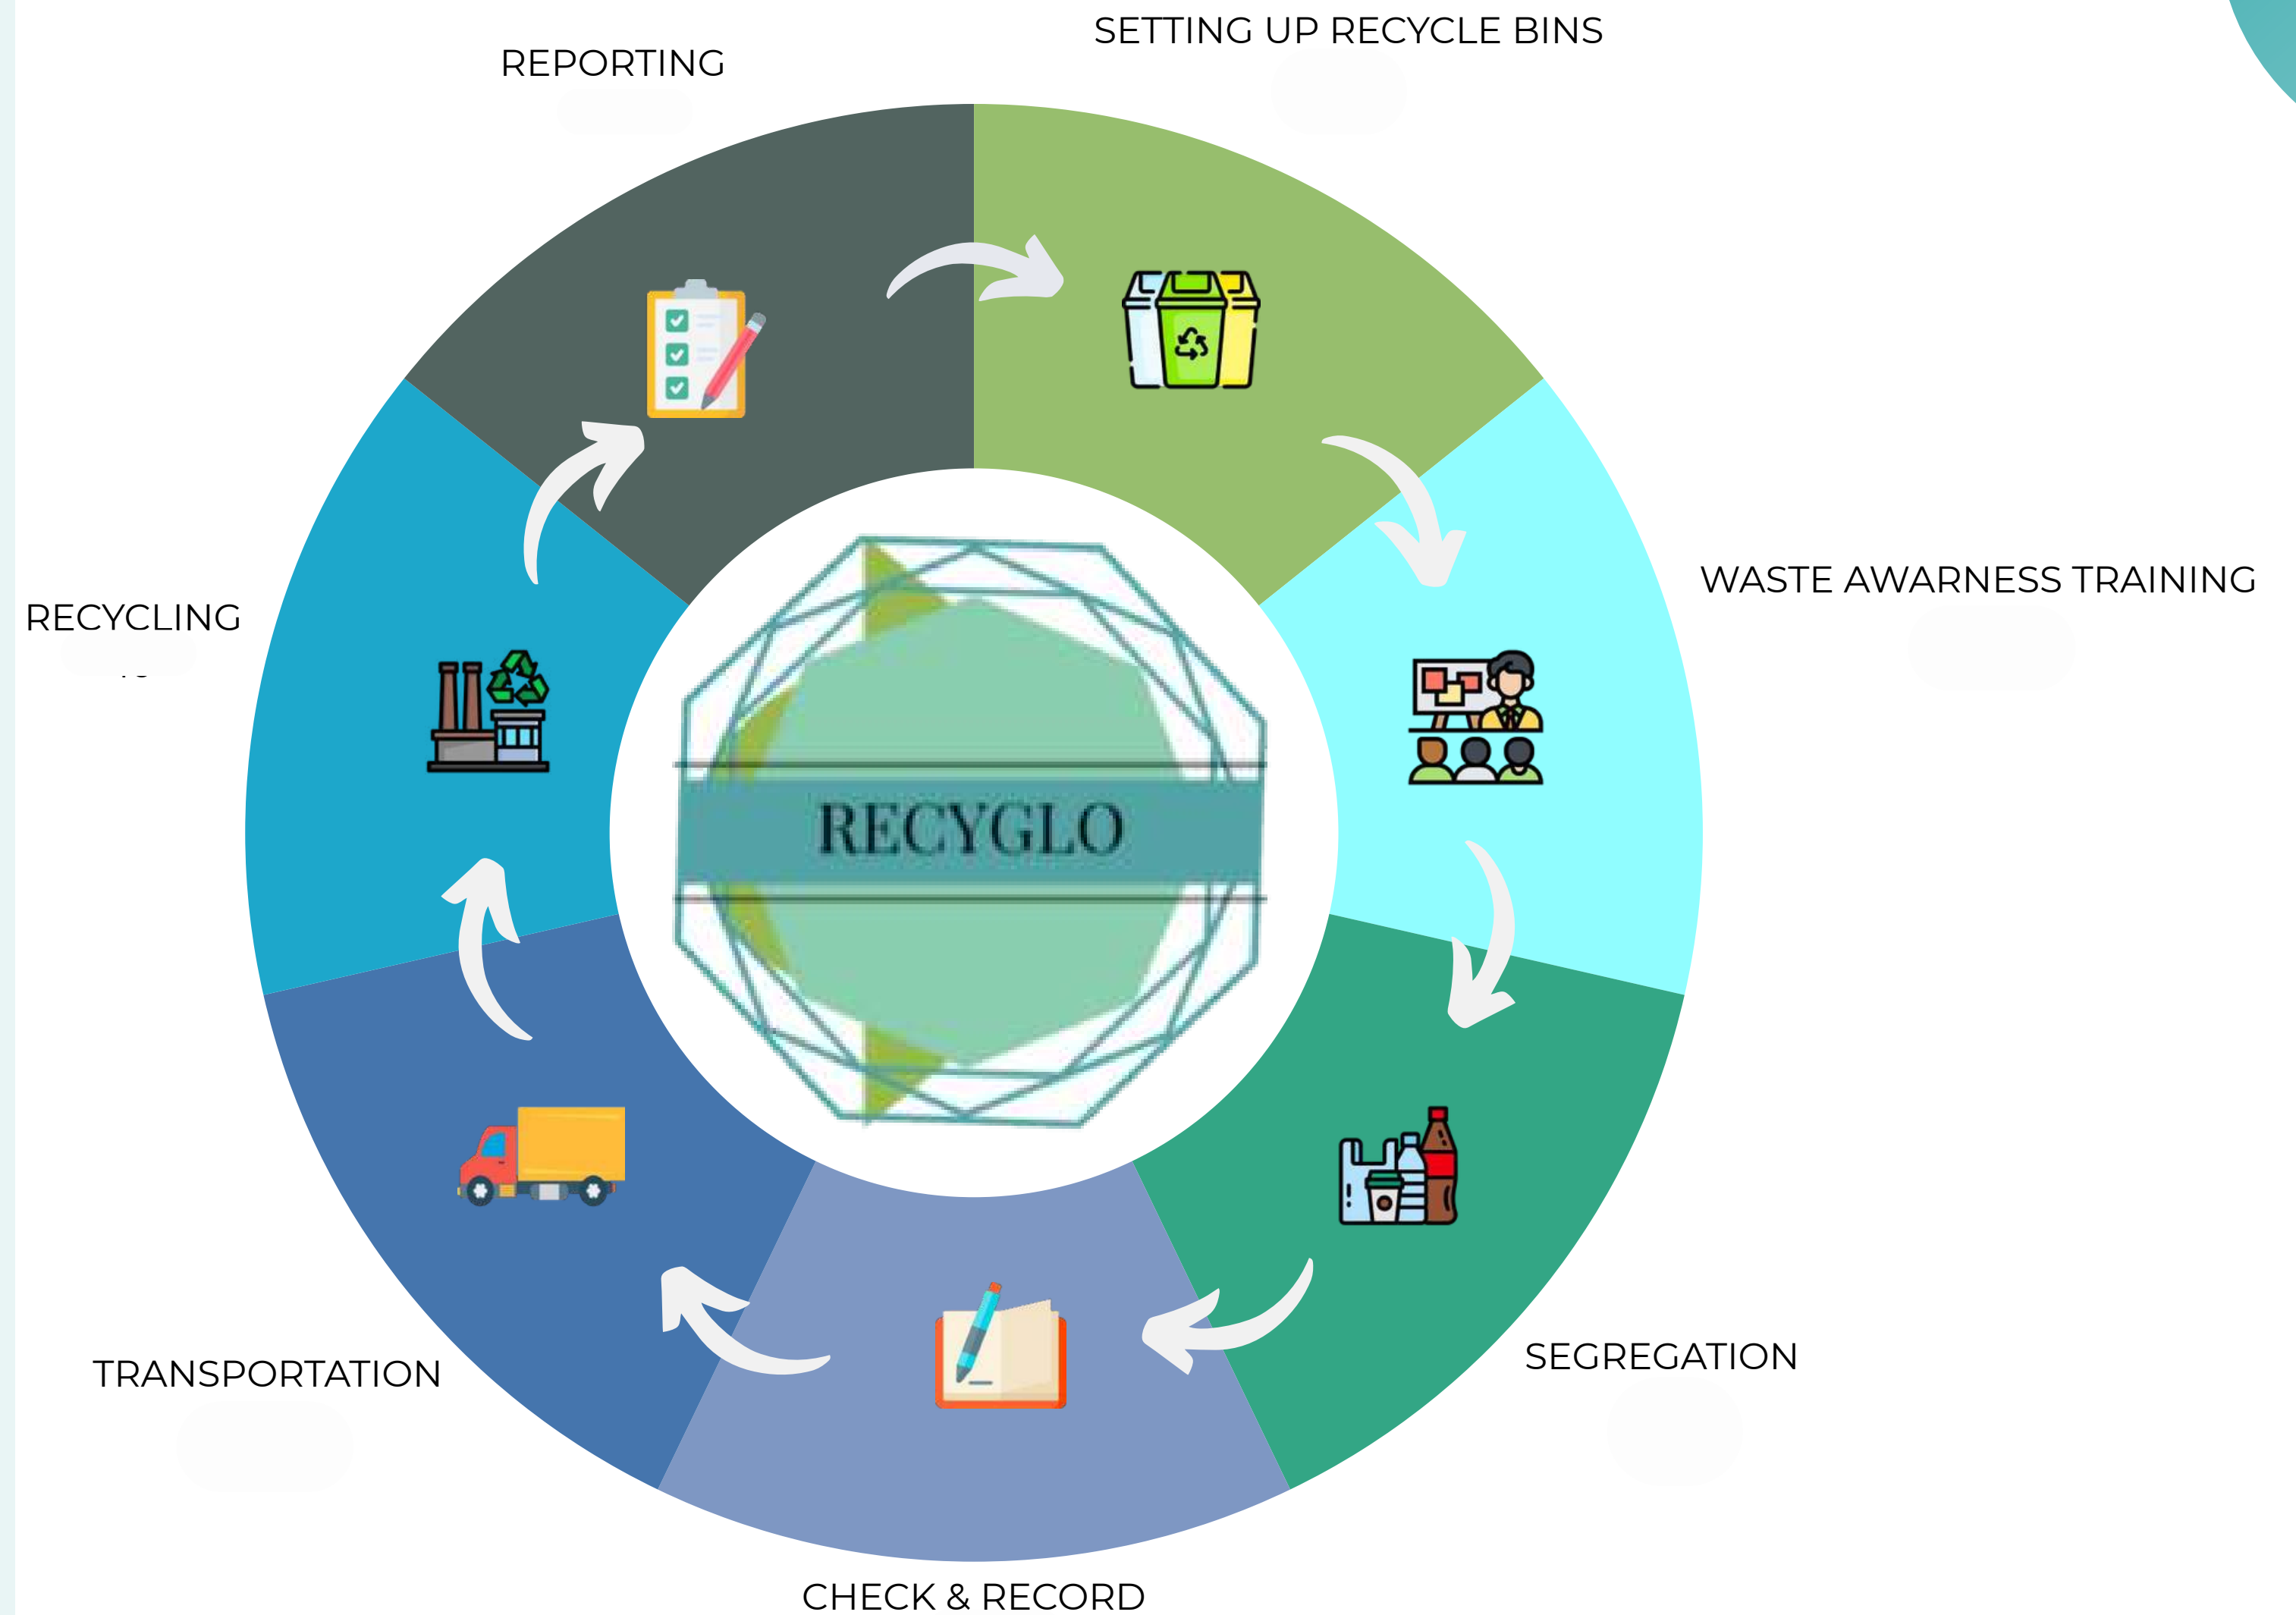 SETTING UP RECYCLE BINS
REPORTING
WASTE AWARNESS TRAINING
RECYCLING
RECYGLO
SEGREGATION
TRANSPORTATION
CHECK & RECORD